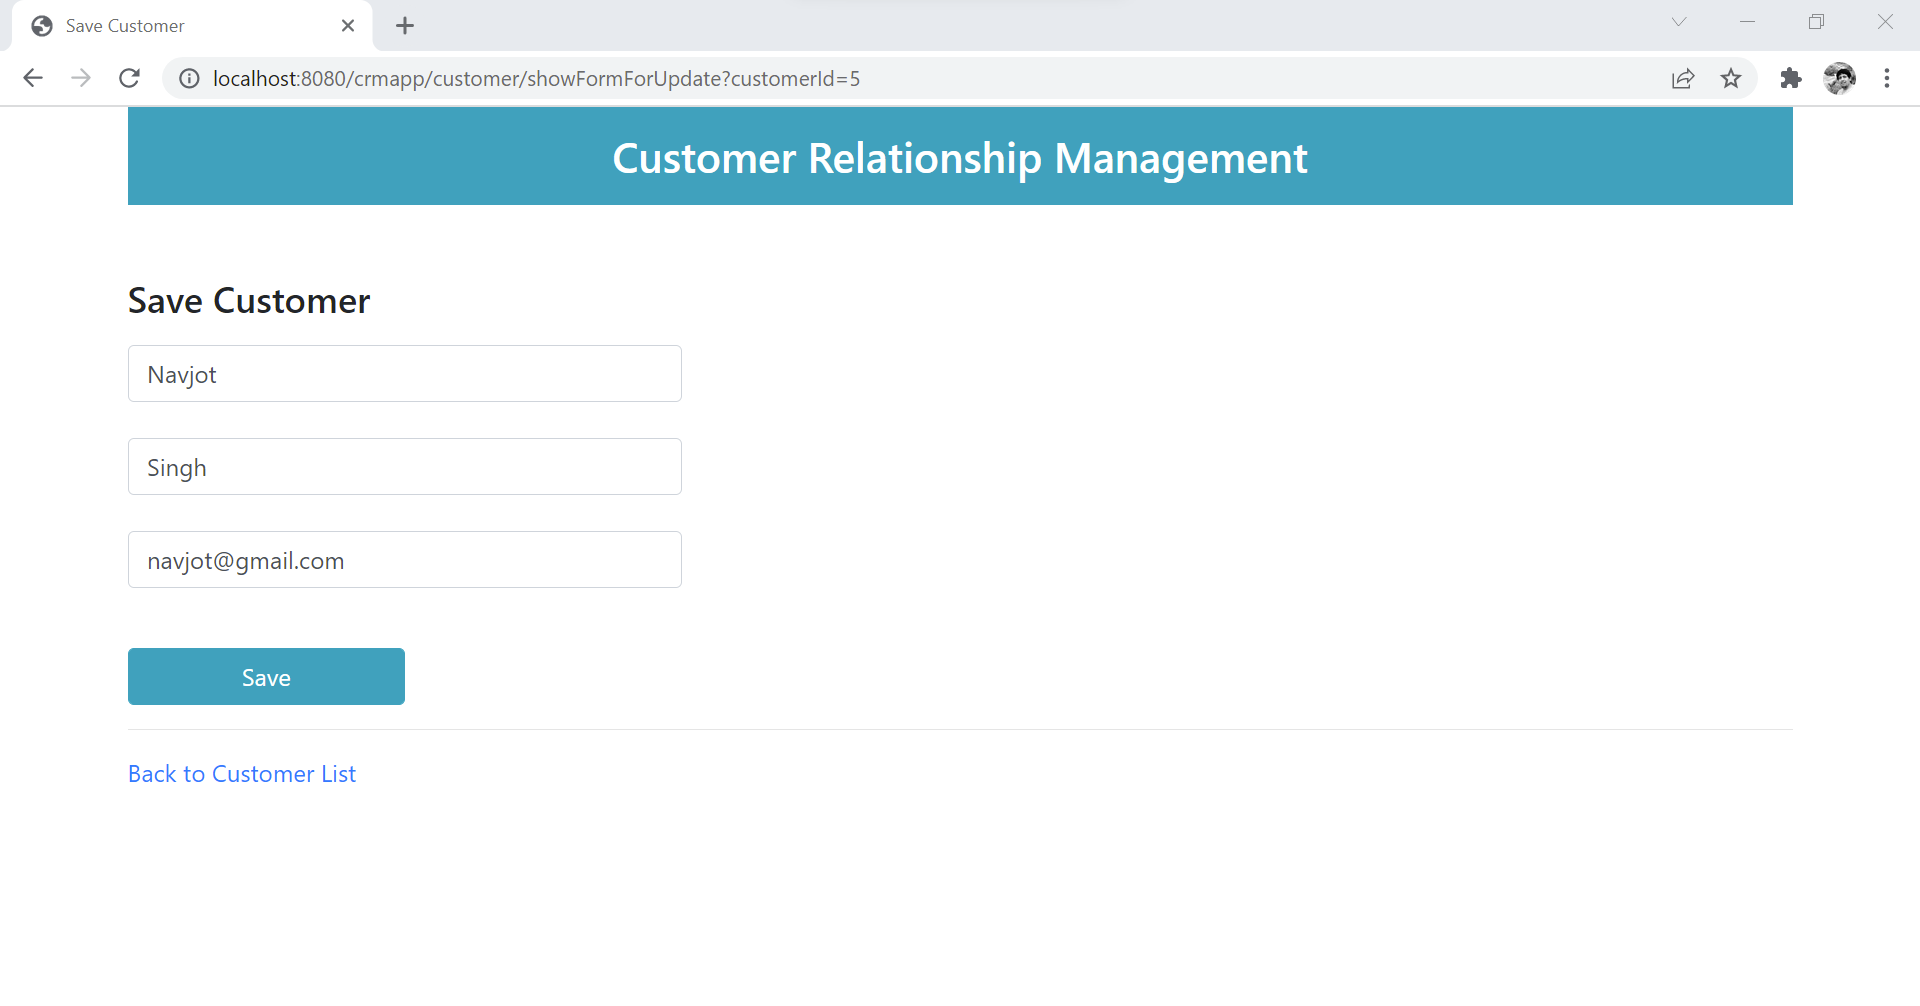 Save Customer
localhost:8080/crmapp/customer/showFormForUpdate?customerId=5
Customer Relationship Management
Save Customer
Navjot
Singh
navjot@gmail.com
Save
Back to Customer List